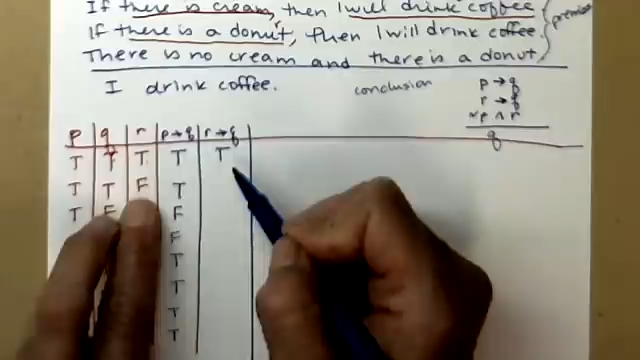 If there is cream, then I will drink coffee
If there is a donut, then I will drink coffee.
There is no cream and there is a donut
premises
I drink coffee.
conclusion
p → q
r → q
~p ∧ r
q
p q r p→q r→q
T T T T T
T T F T
T F F
F
T
T
T
T